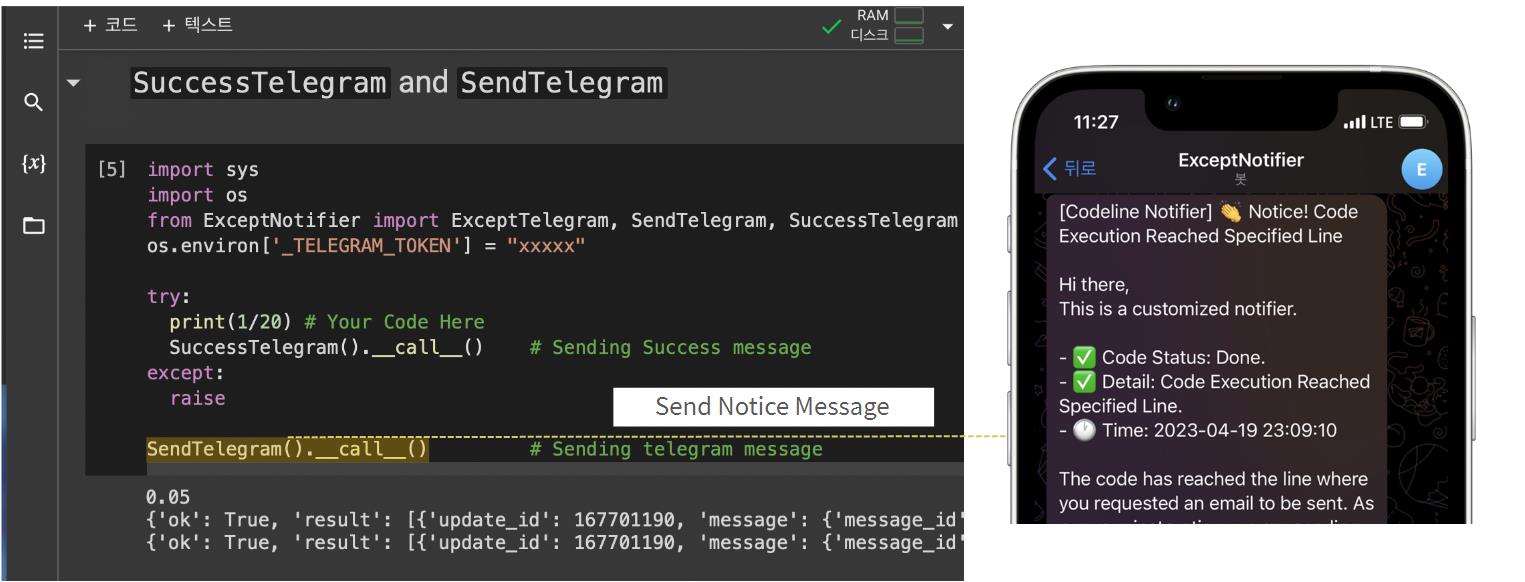 + 코드 + 텍스트
RAM
디스크
SuccessTelegram and SendTelegram
{x}
[5]
import sys
import os
from ExceptNotifier import ExceptTelegram, SendTelegram, SuccessTelegram
os.environ['_TELEGRAM_TOKEN'] = "xxxxx"
try:
print(1/20) # Your Code Here
SuccessTelegram().__call__() # Sending Success message
except:
raise
Send Notice Message
SendTelegram().__call__() # Sending telegram message
0.05
{'ok': True, 'result': [{'update_id': 167701190, 'message': {'message_id'
{'ok': True, 'result': [{'update_id': 167701190, 'message': {'message_id'
11:27 LTE
뒤로 ExceptNotifier E
봇
[Codeline Notifier] 👏 Notice! Code
Execution Reached Specified Line
Hi there,
This is a customized notifier.
- ✅ Code Status: Done.
- ✅ Detail: Code Execution Reached
Specified Line.
- 🕐 Time: 2023-04-19 23:09:10
The code has reached the line where
you requested an email to be sent. As